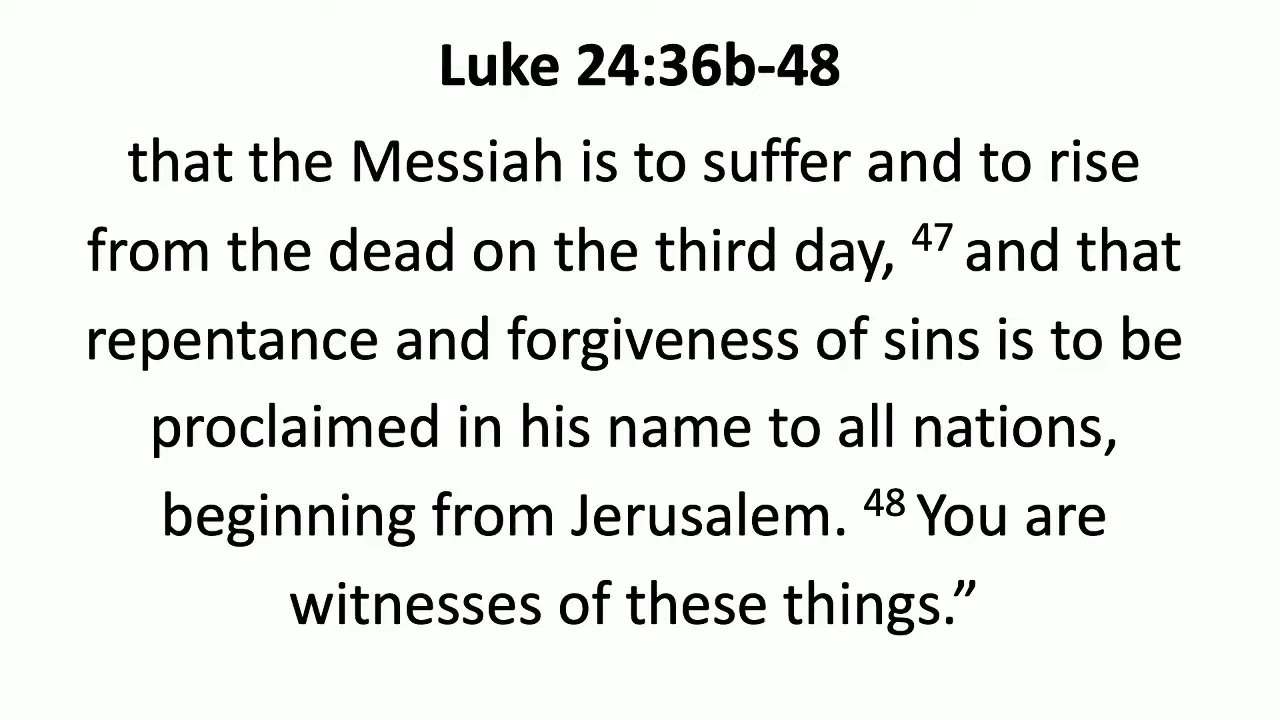 Luke 24:36b-48
that the Messiah is to suffer and to rise
from the dead on the third day, 47 and that
repentance and forgiveness of sins is to be
proclaimed in his name to all nations,
beginning from Jerusalem. 48 You are
witnesses of these things.”